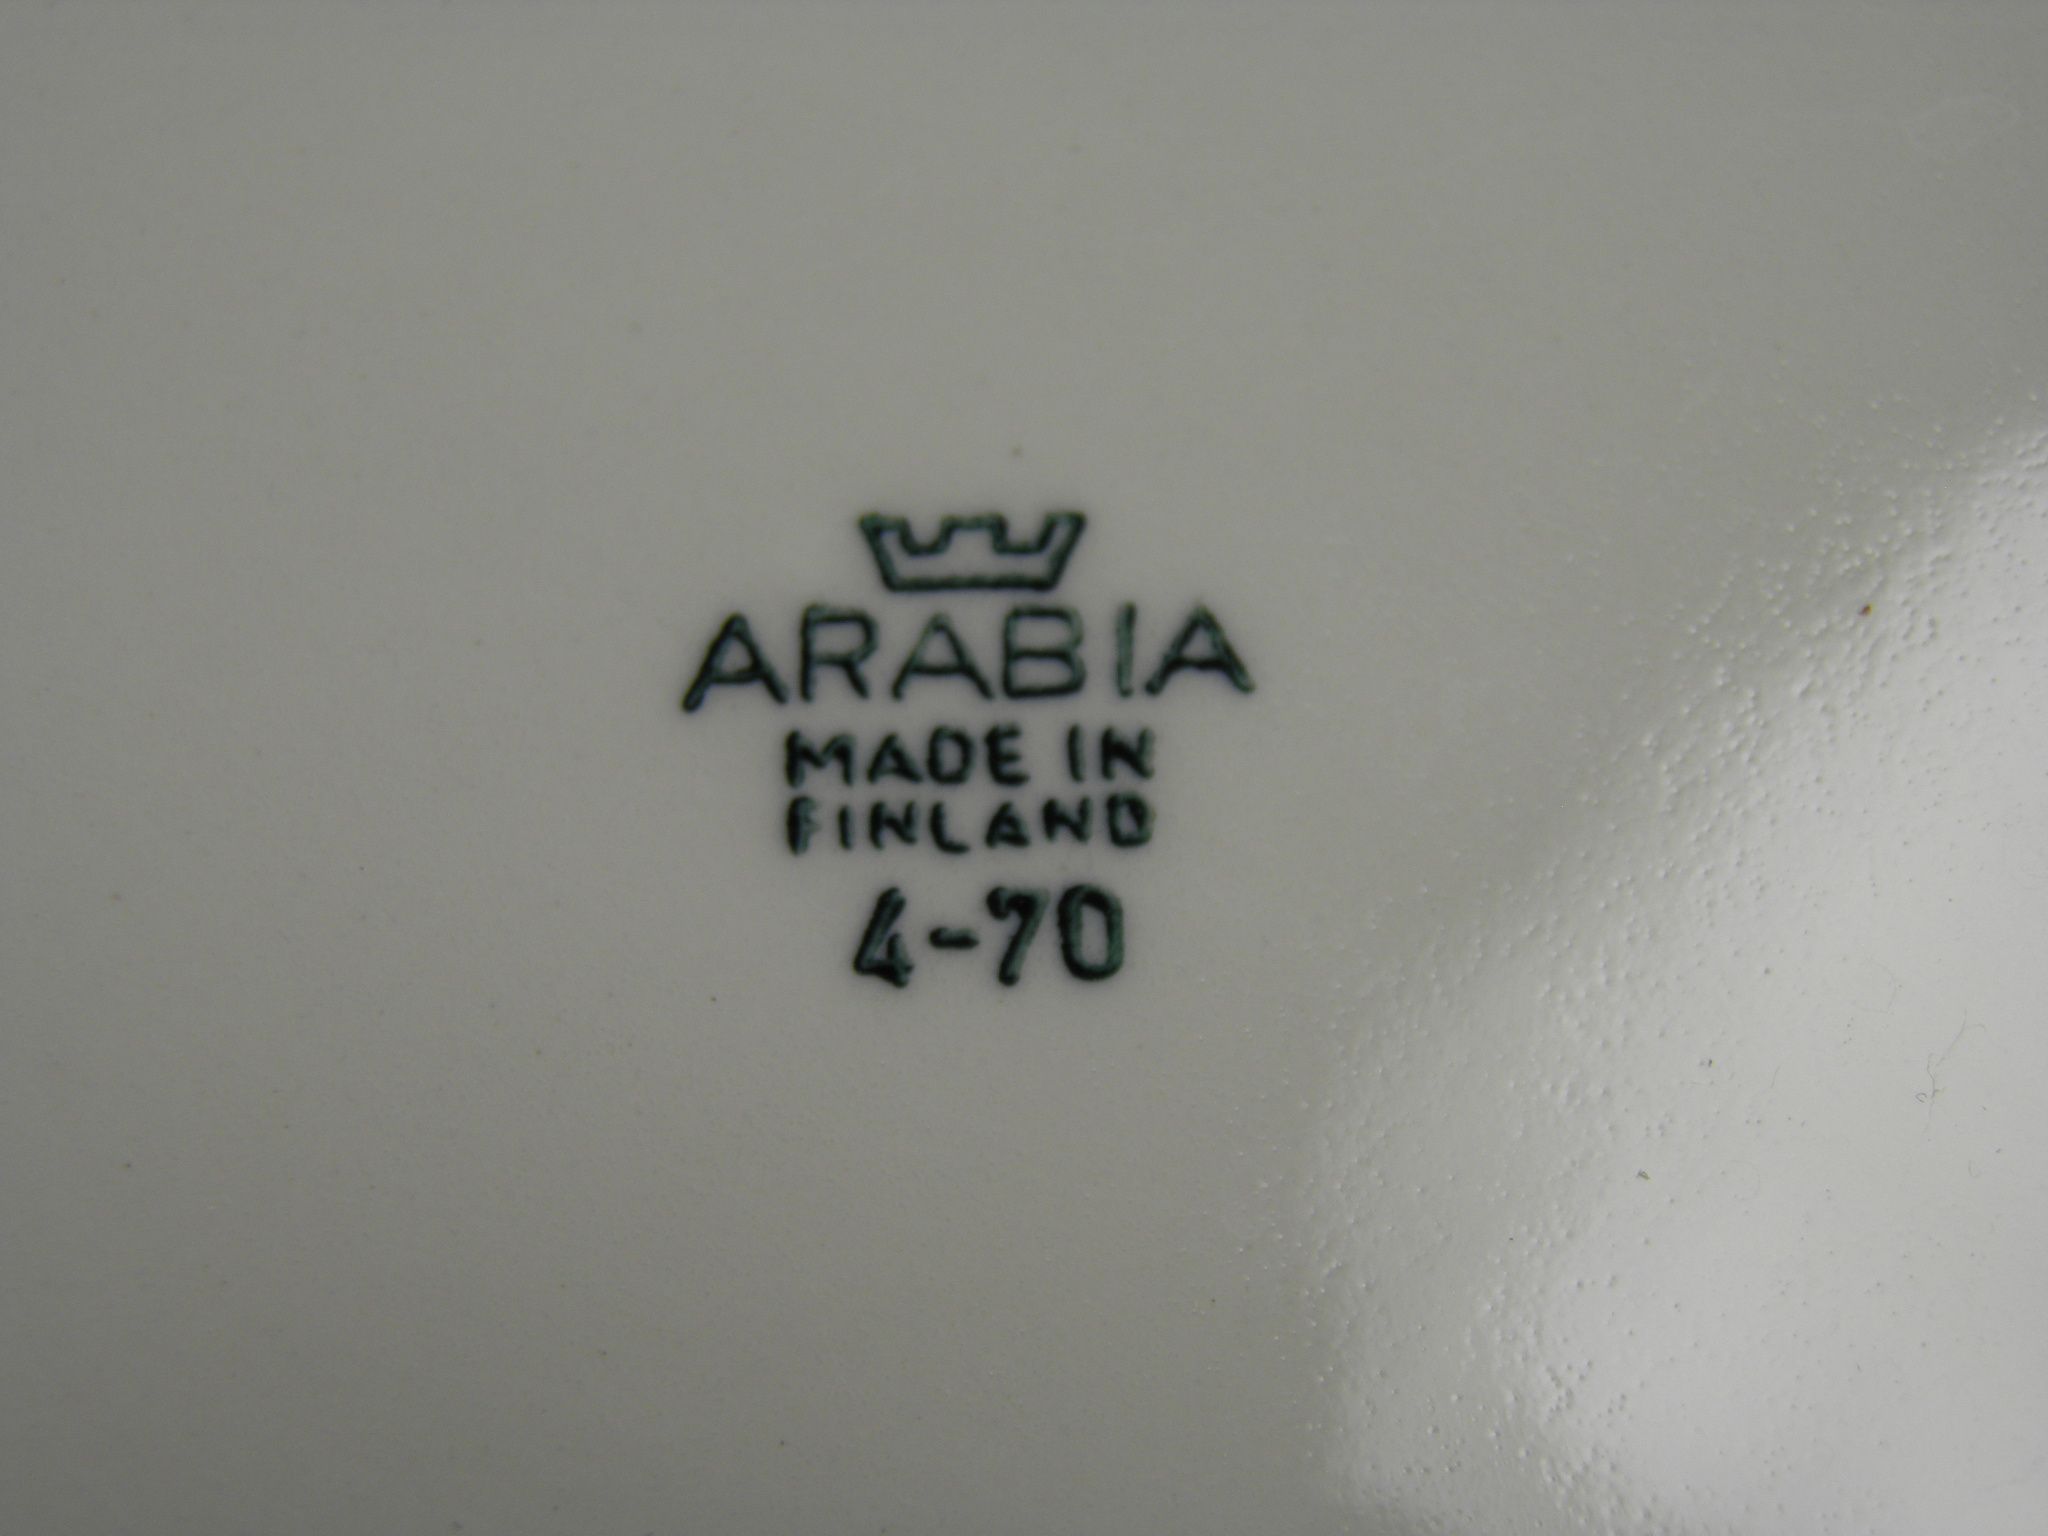 ARABIA
MADE IN
FINLAND
4-70